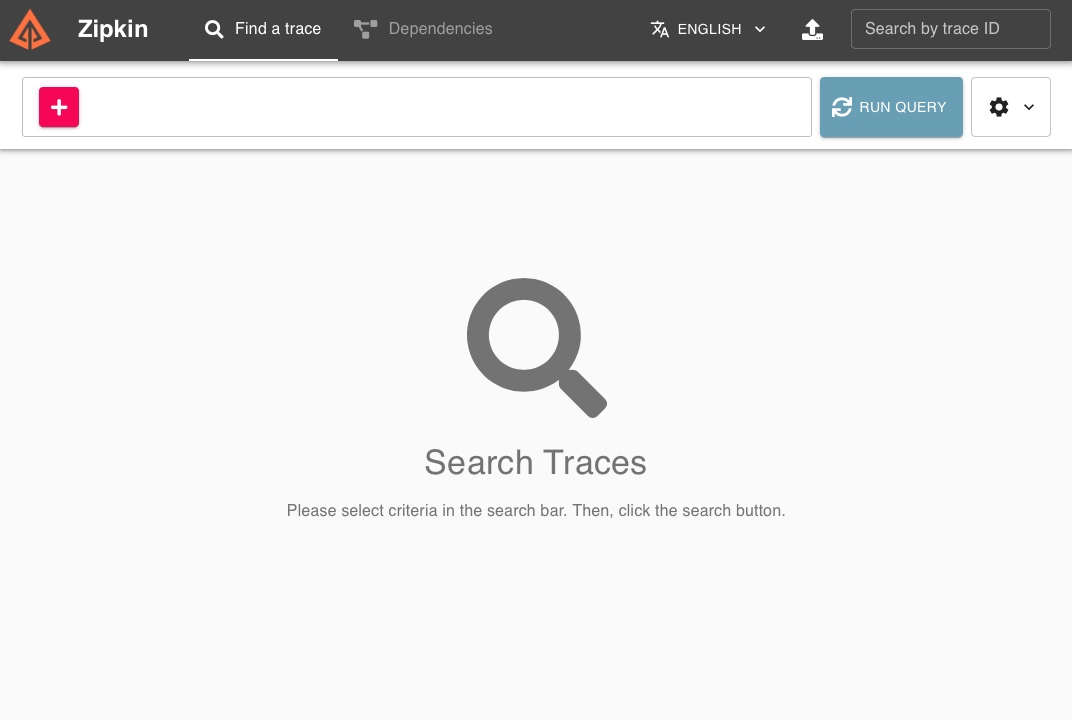 Zipkin
Find a trace
Dependencies
ENGLISH
Search by trace ID
RUN QUERY
Search Traces
Please select criteria in the search bar. Then, click the search button.